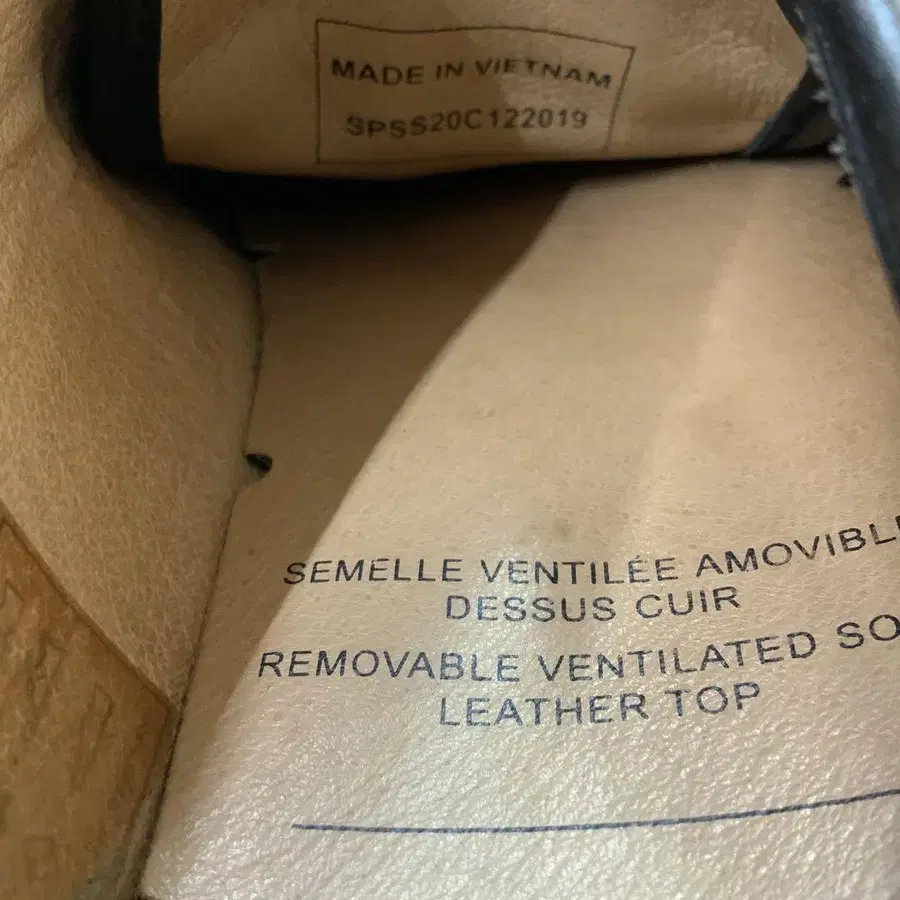 MADE IN VIETNAM
3PSS20C122019
SEMELLE VENTILÉE AMOVIBL
DESSUS CUIR
REMOVABLE VENTILATED SO
LEATHER TOP